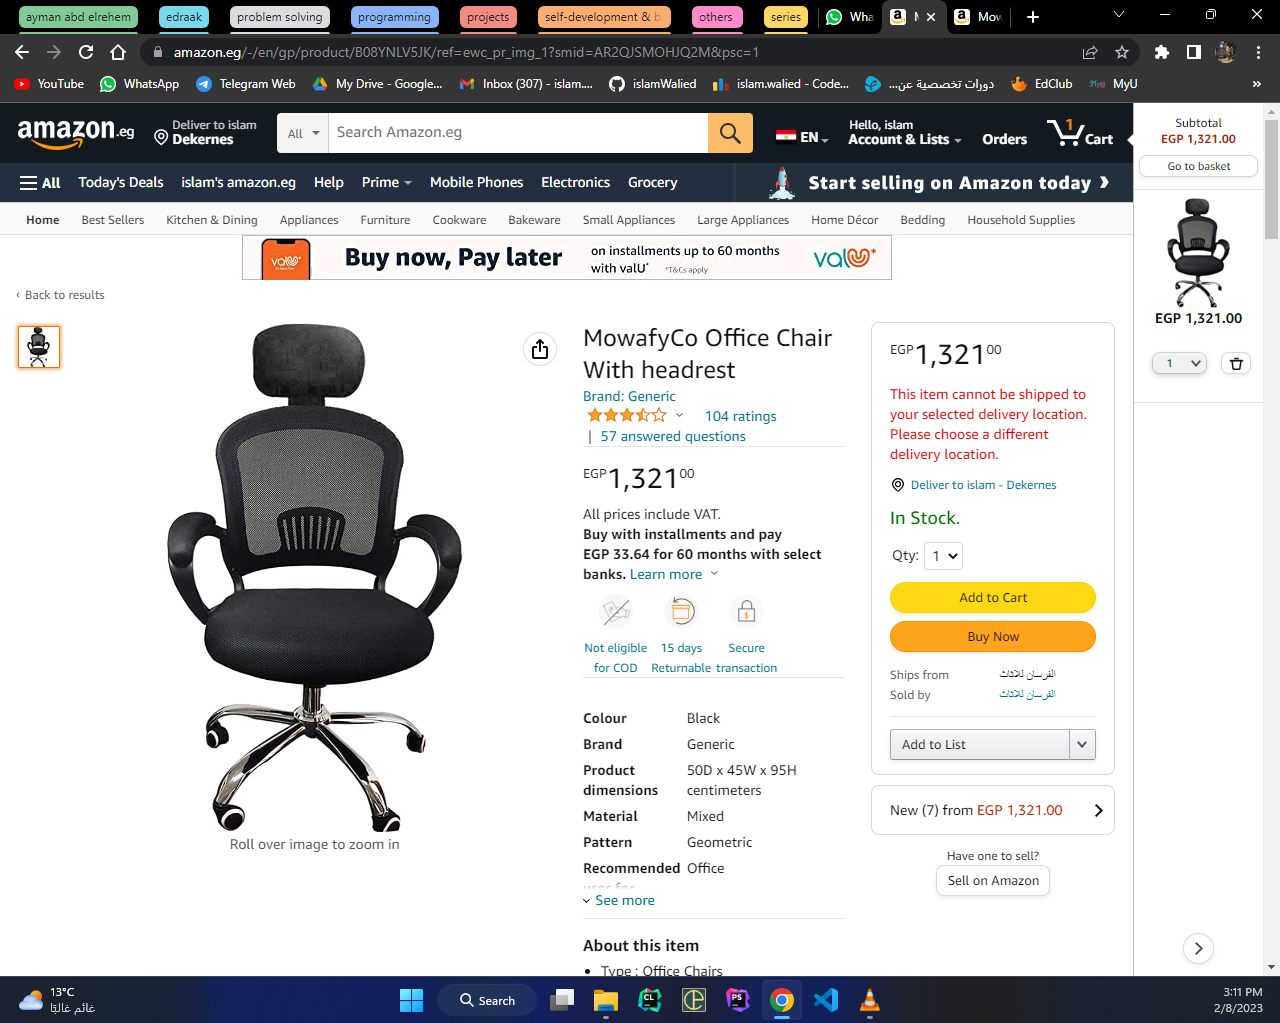 ayman abd elrehem
edraak
problem solving
programming
projects
self-development & b
others
series
Wha
Mow
amazon.eg/-/en/gp/product/B08YNLV5JK/ref=ewc_pr_img_1?smid=AR2QJSMOHJQ2M&psc=1
YouTube
WhatsApp
Telegram Web
My Drive - Google...
Inbox (307) - islam....
islamWalied
islam.walied - Code...
دورات تخصصية عن...
EdClub
MyU
»
amazon.eg
Deliver to islam
Dekernes
All
Search Amazon.eg
EN
Hello, islam
Account & Lists
Orders
1
Cart
All
Today's Deals
islam's amazon.eg
Help
Prime
Mobile Phones
Electronics
Grocery
Start selling on Amazon today ❯
Home
Best Sellers
Kitchen & Dining
Appliances
Furniture
Cookware
Bakeware
Small Appliances
Large Appliances
Home Décor
Bedding
Household Supplies
valU
Buy now, Pay later
on installments up to 60 months
with valU* *T&Cs apply
valU*
‹ Back to results
MowafyCo Office Chair
With headrest
Brand: Generic
104 ratings
| 57 answered questions
EGP1,32100
All prices include VAT.
Buy with installments and pay
EGP 33.64 for 60 months with select
banks. Learn more
Not eligible
for COD
15 days
Returnable
Secure
transaction
Colour Black
Brand Generic
Product dimensions 50D x 45W x 95H
centimeters
Material Mixed
Pattern Geometric
Recommended Office
uses for
See more
About this item
• Type : Office Chairs
Roll over image to zoom in
EGP1,32100
This item cannot be shipped to
your selected delivery location.
Please choose a different
delivery location.
Deliver to islam - Dekernes
In Stock.
Qty: 1
Add to Cart
Buy Now
Ships from الفرسان للاثاث
Sold by الفرسان للاثاث
Add to List
New (7) from EGP 1,321.00
Have one to sell?
Sell on Amazon
Subtotal
EGP 1,321.00
Go to basket
EGP 1,321.00
1
13°C
غائم غالبًا
Search
CL
PS
3:11 PM
2/8/2023